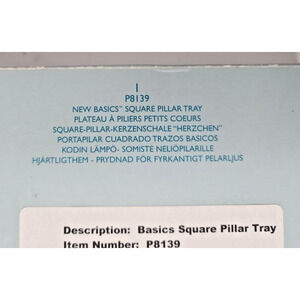 1
P8139
NEW BASICS™ SQUARE PILLAR TRAY
PLATEAU À PILIERS PETITS COEURS
SQUARE-PILLAR-KERZENSCHALE "HERZCHEN"
PORTAPILAR CUADRADO TRAZOS BASICOS
KODIN LÄMPÖ- SOMISTE NELIÖPILARILLE
HJÄRTLIGTHEM - PRYDNAD FÖR FYRKANTIGT PELARLJUS
Description: Basics Square Pillar Tray
Item Number: P8139